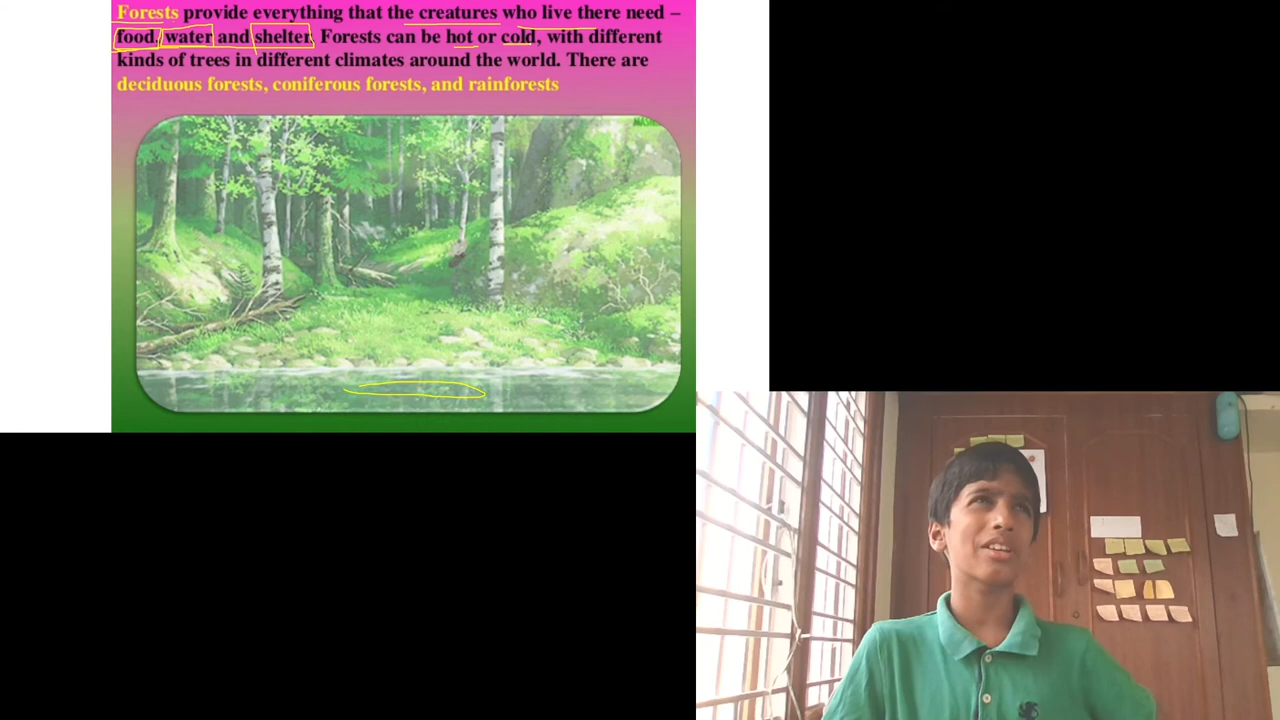 Forests provide everything that the creatures who live there need –
food, water and shelter. Forests can be hot or cold, with different
kinds of trees in different climates around the world. There are
deciduous forests, coniferous forests, and rainforests